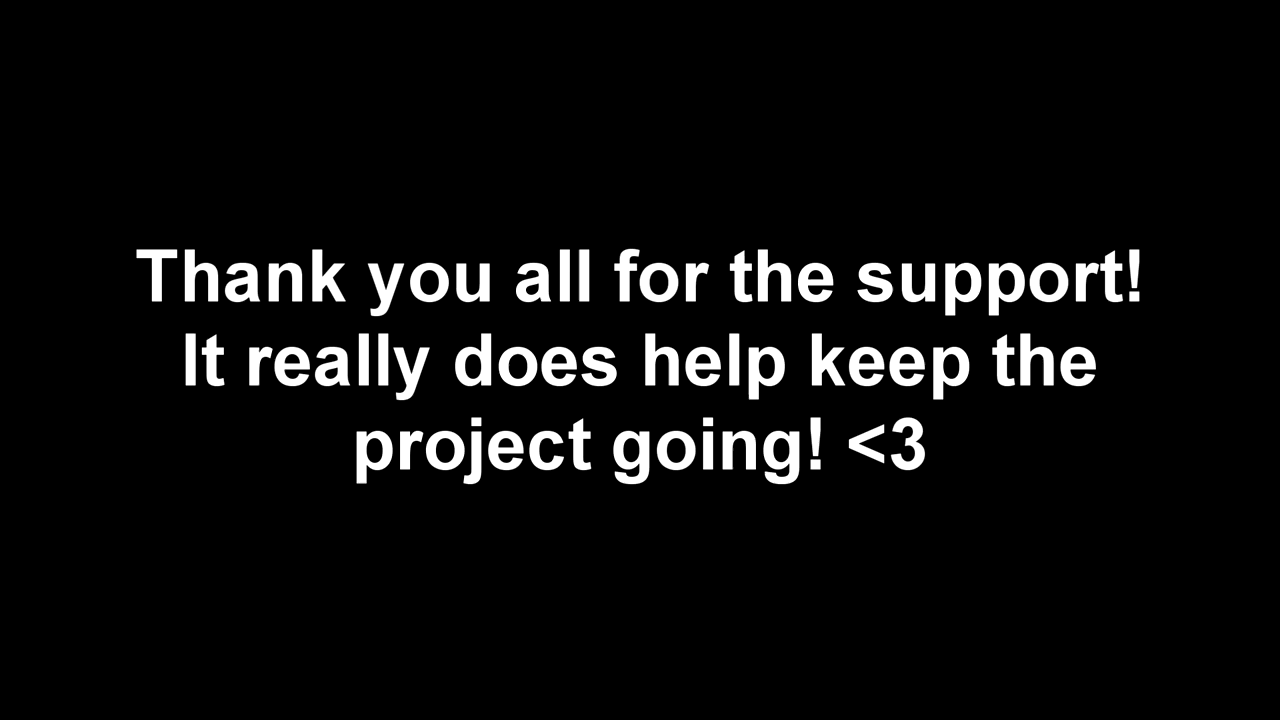 Thank you all for the support!
It really does help keep the
project going! <3